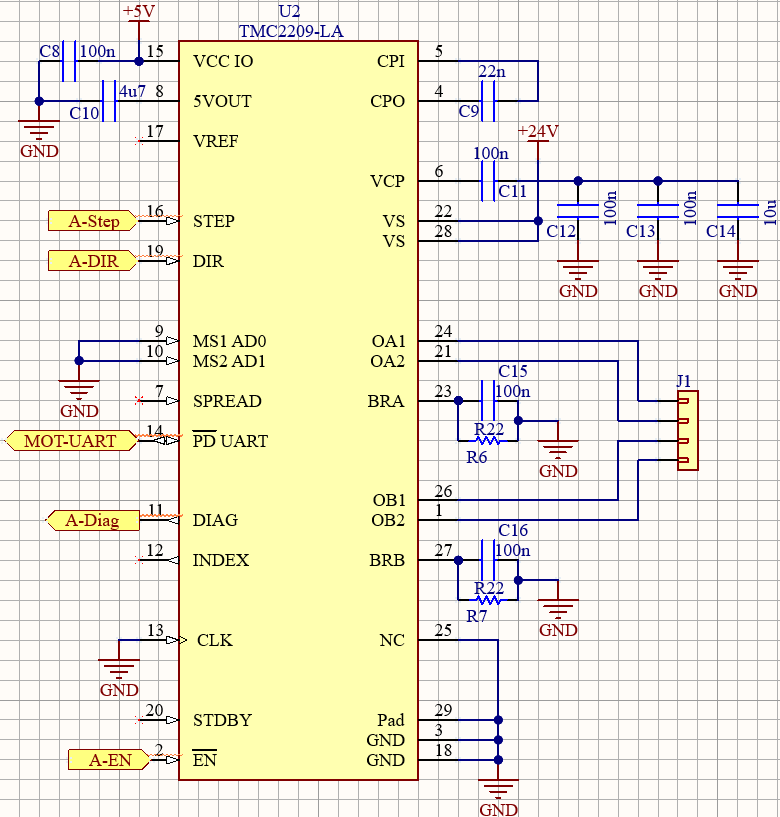 U2
TMC2209-LA
+5V
C8 100n
15 VCC IO
CPI 5
22n
C10 4u7 8 5VOUT
CPO 4
C9
GND
17 VREF
+24V
100n
VCP 6
C11
A-Step 16 STEP
VS 22
VS 28
C12 100n
C13 100n
C14 10u
A-DIR 19 DIR
GND
GND
GND
9 MS1 AD0
OA1 24
10 MS2 AD1
OA2 21
GND
C15
100n
J1
7 SPREAD
BRA 23
R22
R6
GND
MOT-UART 14 PD UART
OB1 26
A-Diag 11 DIAG
OB2 1
C16
100n
12 INDEX
BRB 27
R22
R7
GND
13 CLK
NC 25
GND
20 STDBY
Pad 29
GND 3
A-EN 2 EN
GND 18
GND